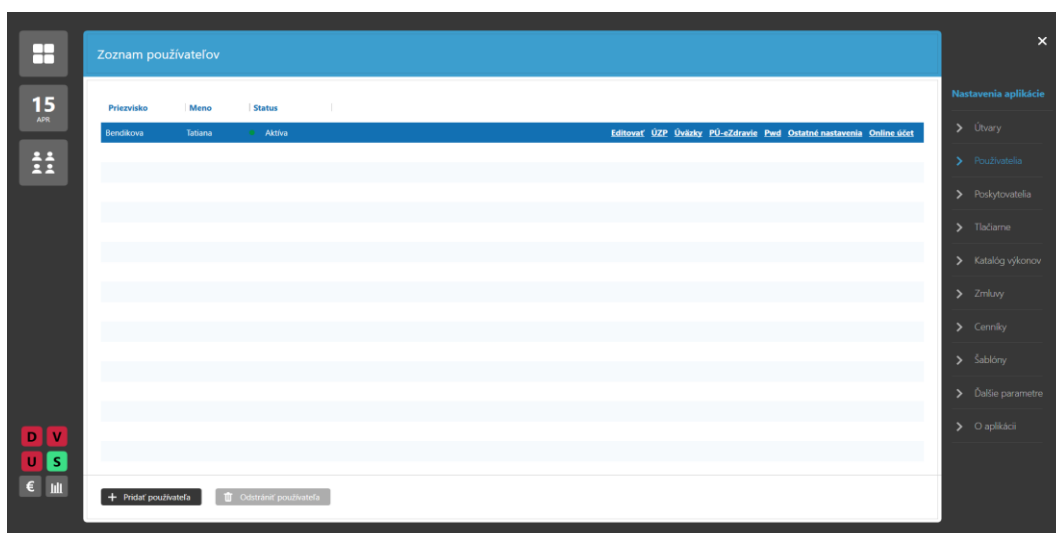 Zoznam používateľov
15
APR
Priezvisko Meno Status
Bendikova Tatiana Aktíva Editovať ÚZP Úväzky PÚ-eZdravie Pwd Ostatné nastavenia Online účet
D V
U S
€
Pridať používateľa Odstrániť používateľa
Nastavenia aplikácie
Útvary
Používatelia
Poskytovatelia
Tlačiarne
Katalóg výkonov
Zmluvy
Cenníky
Šablóny
Ďalšie parametre
O aplikácii